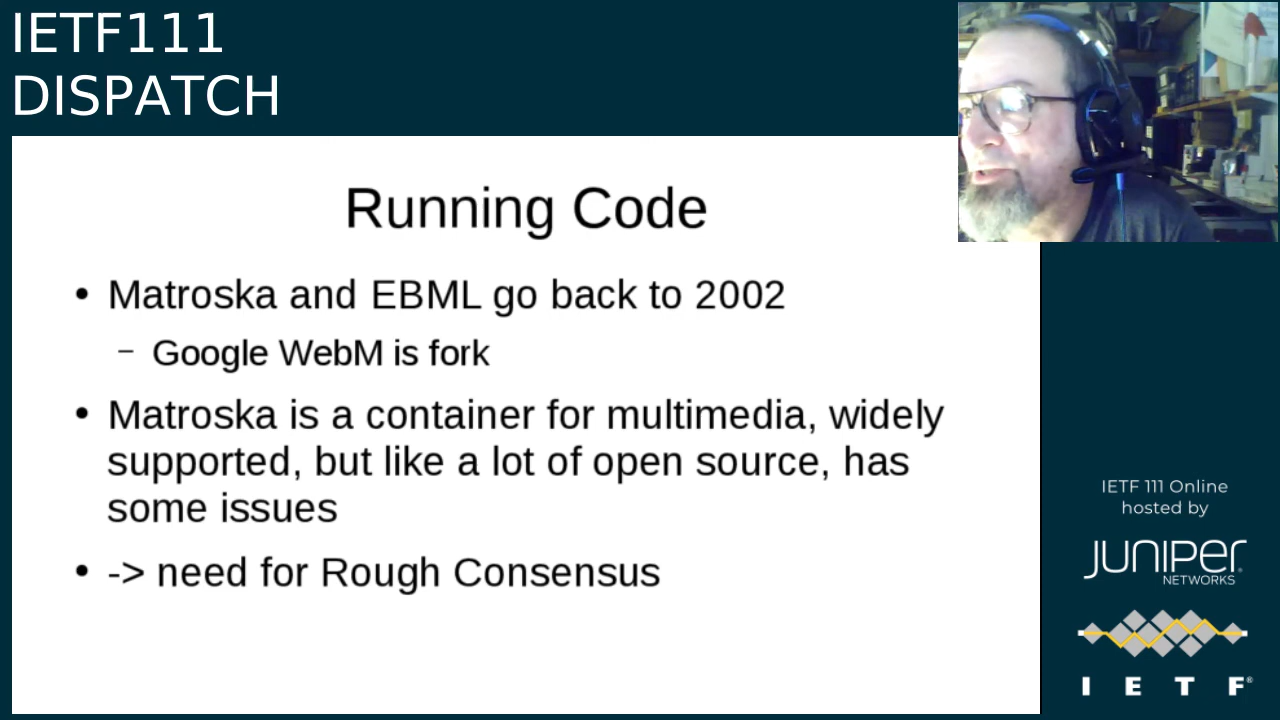 IETF111
DISPATCH
Running Code
• Matroska and EBML go back to 2002
– Google WebM is fork
• Matroska is a container for multimedia, widely
supported, but like a lot of open source, has
some issues
• -> need for Rough Consensus
IETF 111 Online
hosted by
JUNIPER
NETWORKS
I E T F®